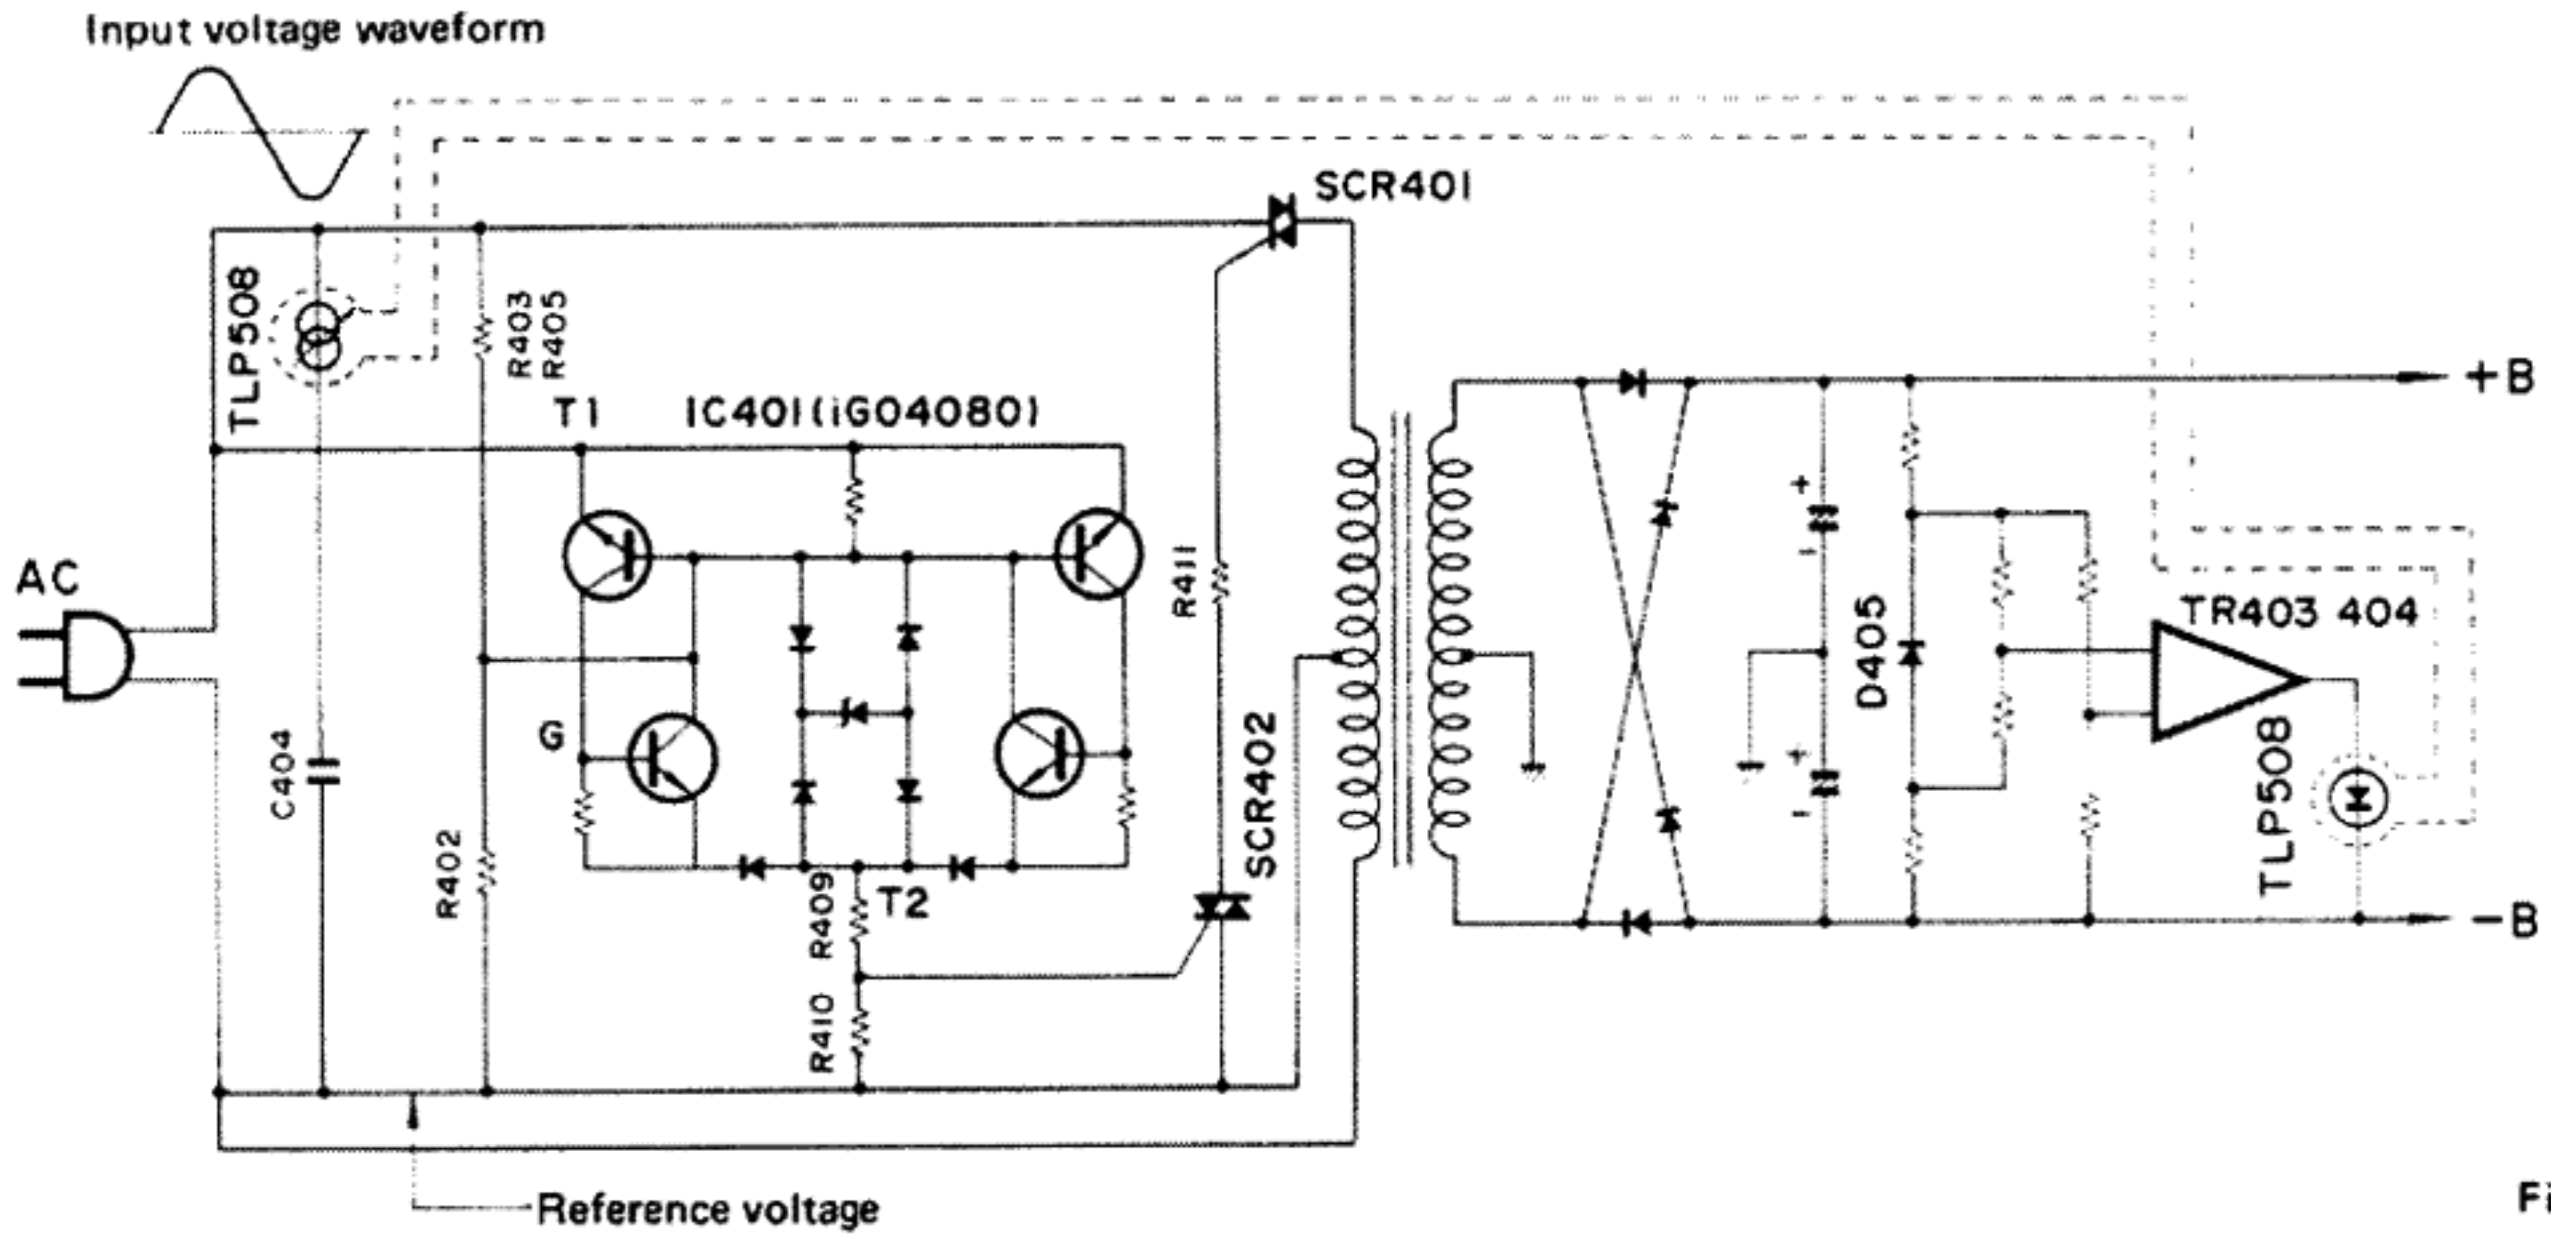 Input voltage waveform
SCR401
TLP508
R403
R405
T1
IC401(iG04080)
+B
AC
R411
TR403 404
D405
G
SCR402
C404
TLP508
R402
R409
T2
-B
R410
Reference voltage
Fi
+
-
+
-